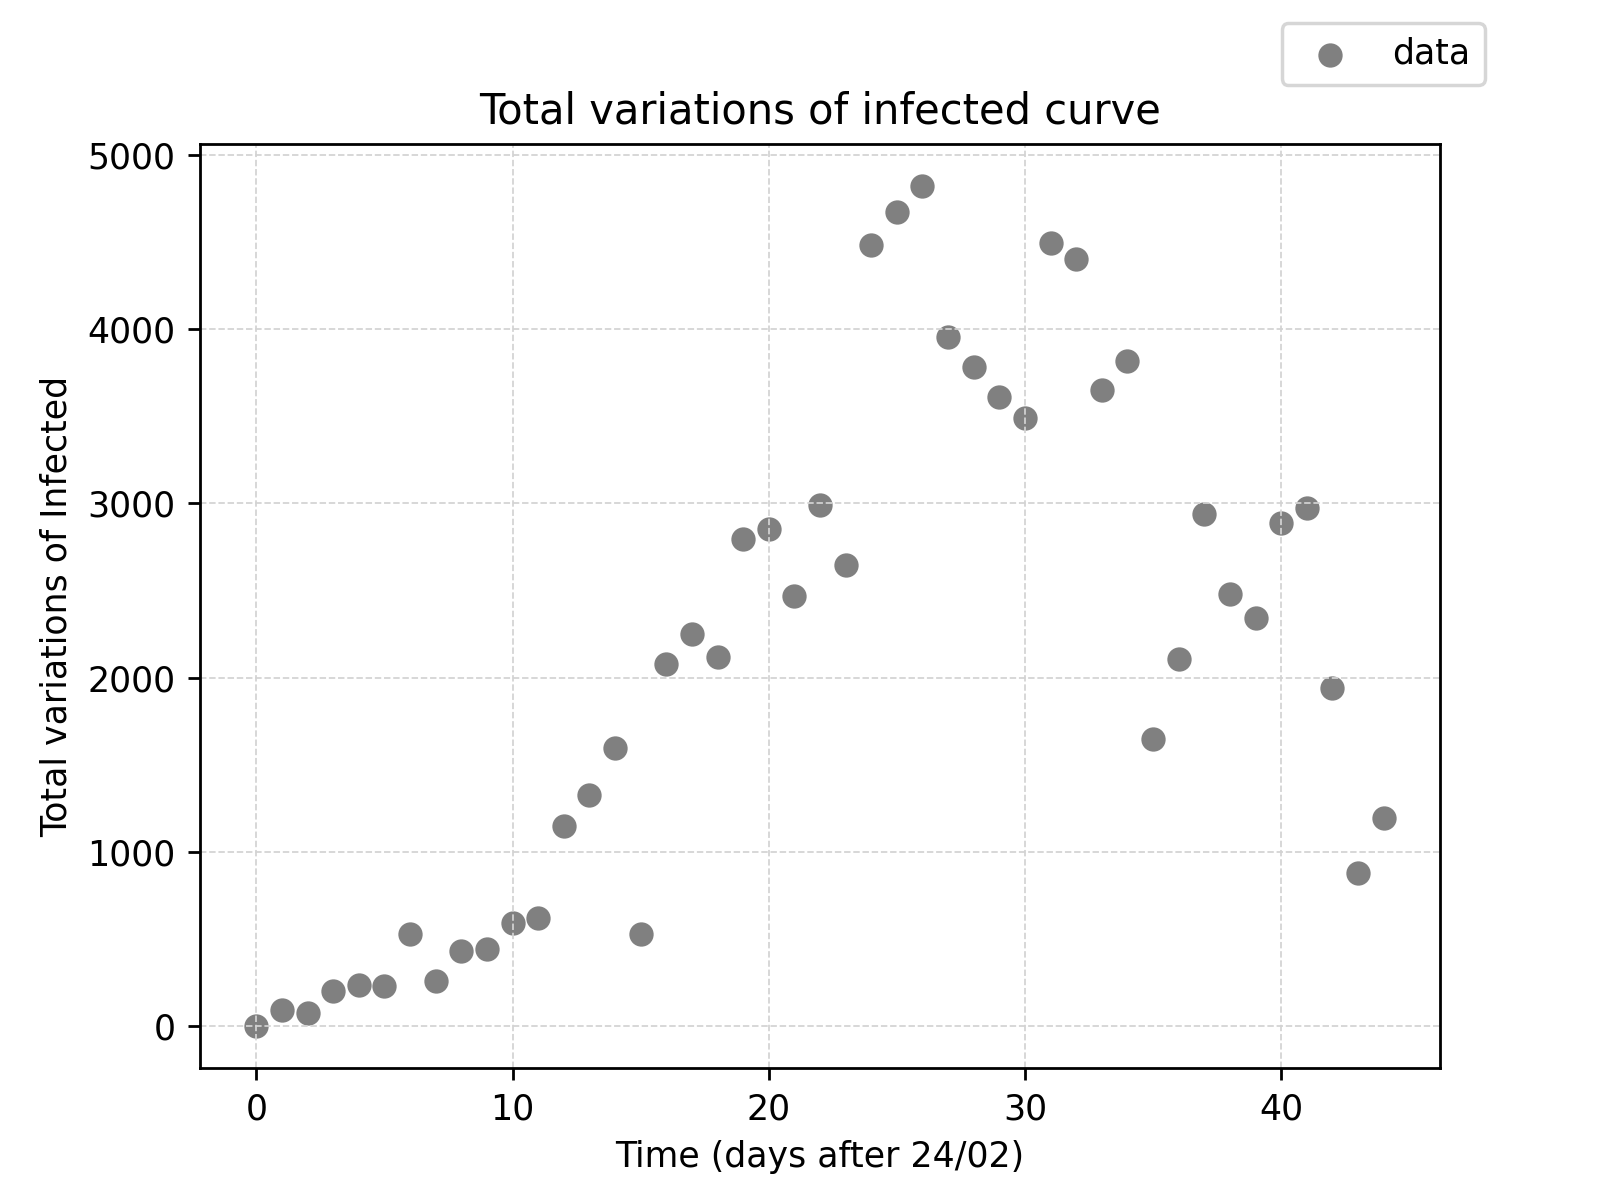 data
Total variations of infected curve
5000
4000
3000
2000
1000
0
Total variations of Infected
0 10 20 30 40
Time (days after 24/02)